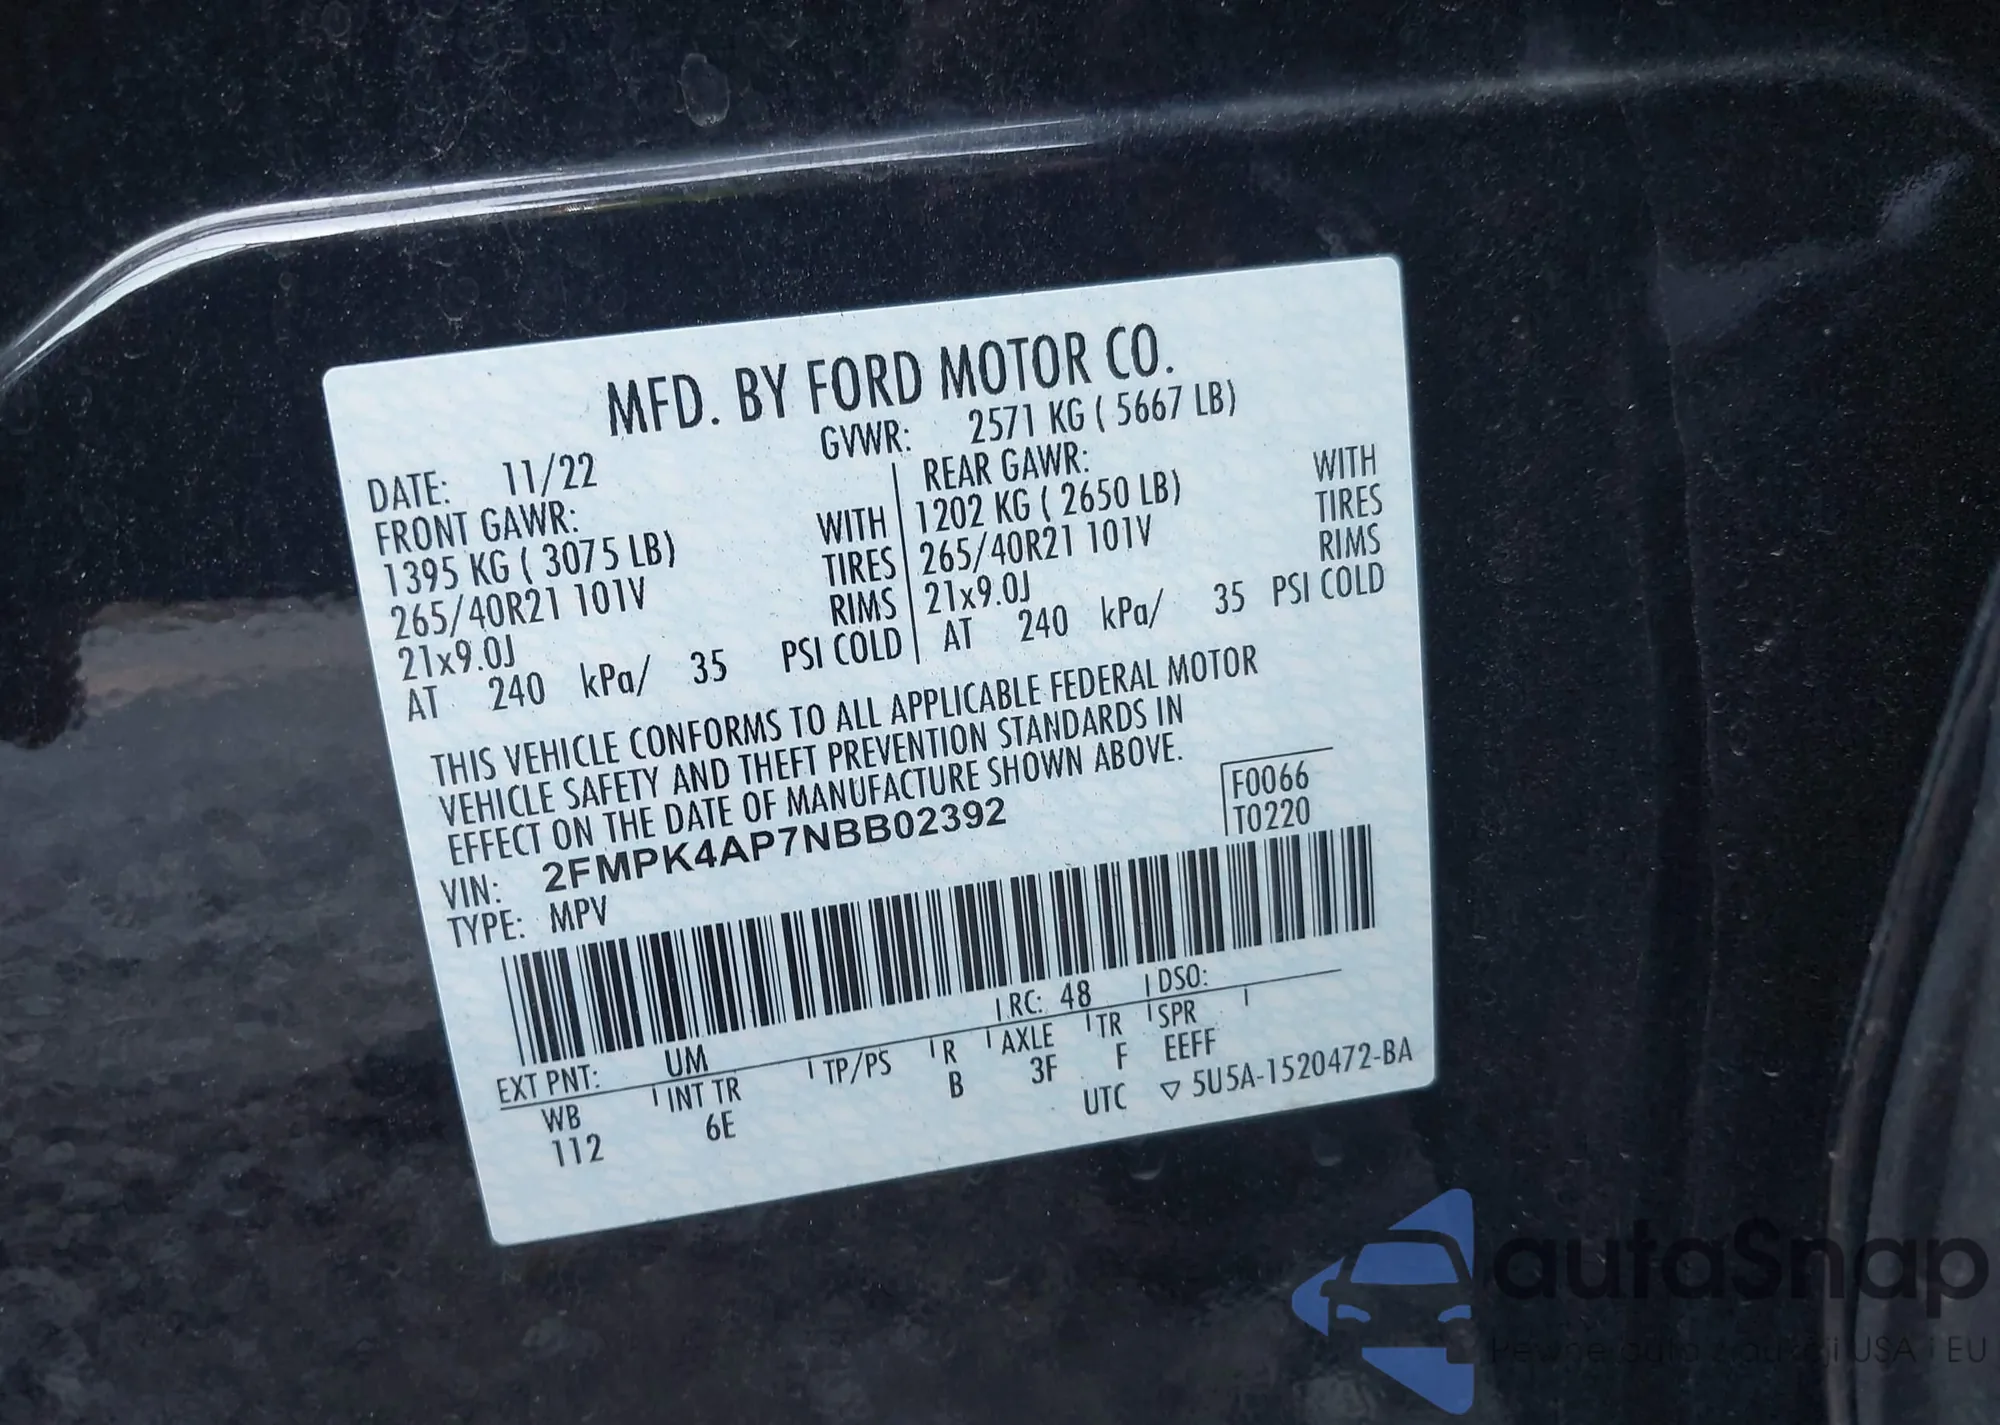 MFD. BY FORD MOTOR CO.
DATE: 11/22 GVWR: 2571 KG ( 5667 LB)
FRONT GAWR: REAR GAWR:
1395 KG ( 3075 LB) WITH 1202 KG ( 2650 LB) WITH
265/40R21 101V TIRES 265/40R21 101V TIRES
21x9.0J RIMS 21x9.0J RIMS
AT 240 kPa/ 35 PSI COLD AT 240 kPa/ 35 PSI COLD
THIS VEHICLE CONFORMS TO ALL APPLICABLE FEDERAL MOTOR
VEHICLE SAFETY AND THEFT PREVENTION STANDARDS IN
EFFECT ON THE DATE OF MANUFACTURE SHOWN ABOVE.
VIN: 2FMPK4AP7NBB02392 F0066
TYPE: MPV T0220
EXT PNT: UM RC: 48 DSO:
WB INT TR TP/PS R AXLE TR SPR
112 6E B 3F F EEFF
UTC ▽ 5U5A-1520472-BA
autoSnap
Pewne auto z aukcji USA i EU